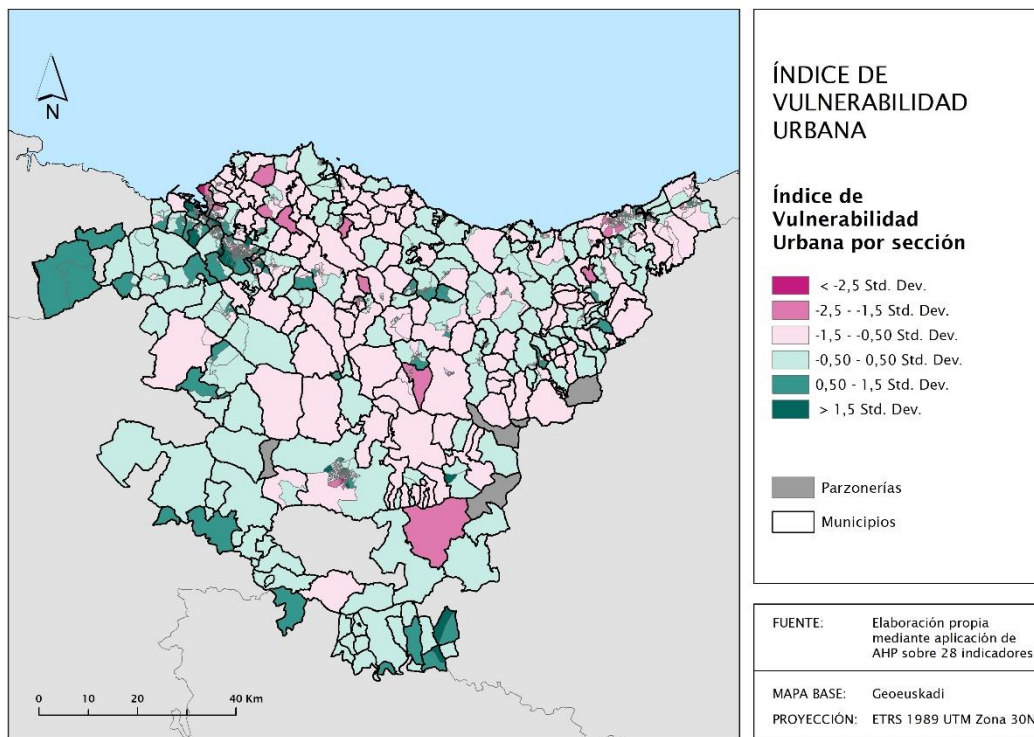 N
0 10 20 40 Km
ÍNDICE DE
VULNERABILIDAD
URBANA
Índice de
Vulnerabilidad
Urbana por sección
< -2,5 Std. Dev.
-2,5 - -1,5 Std. Dev.
-1,5 - -0,50 Std. Dev.
-0,50 - 0,50 Std. Dev.
0,50 - 1,5 Std. Dev.
> 1,5 Std. Dev.
Parzonerías
Municipios
FUENTE: Elaboración propia
mediante aplicación de
AHP sobre 28 indicadores
MAPA BASE: Geoeuskadi
PROYECCIÓN: ETRS 1989 UTM Zona 30N